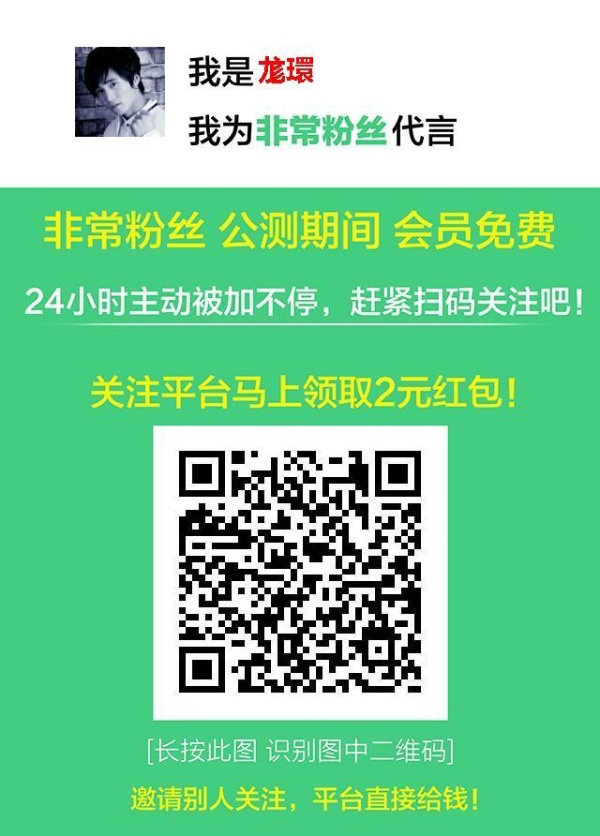 我是尨環
我为非常粉丝代言
非常粉丝 公测期间 会员免费
24小时主动被加不停，赶紧扫码关注吧！
关注平台马上领取2元红包！
[长按此图 识别图中二维码]
邀请别人关注，平台直接给钱！